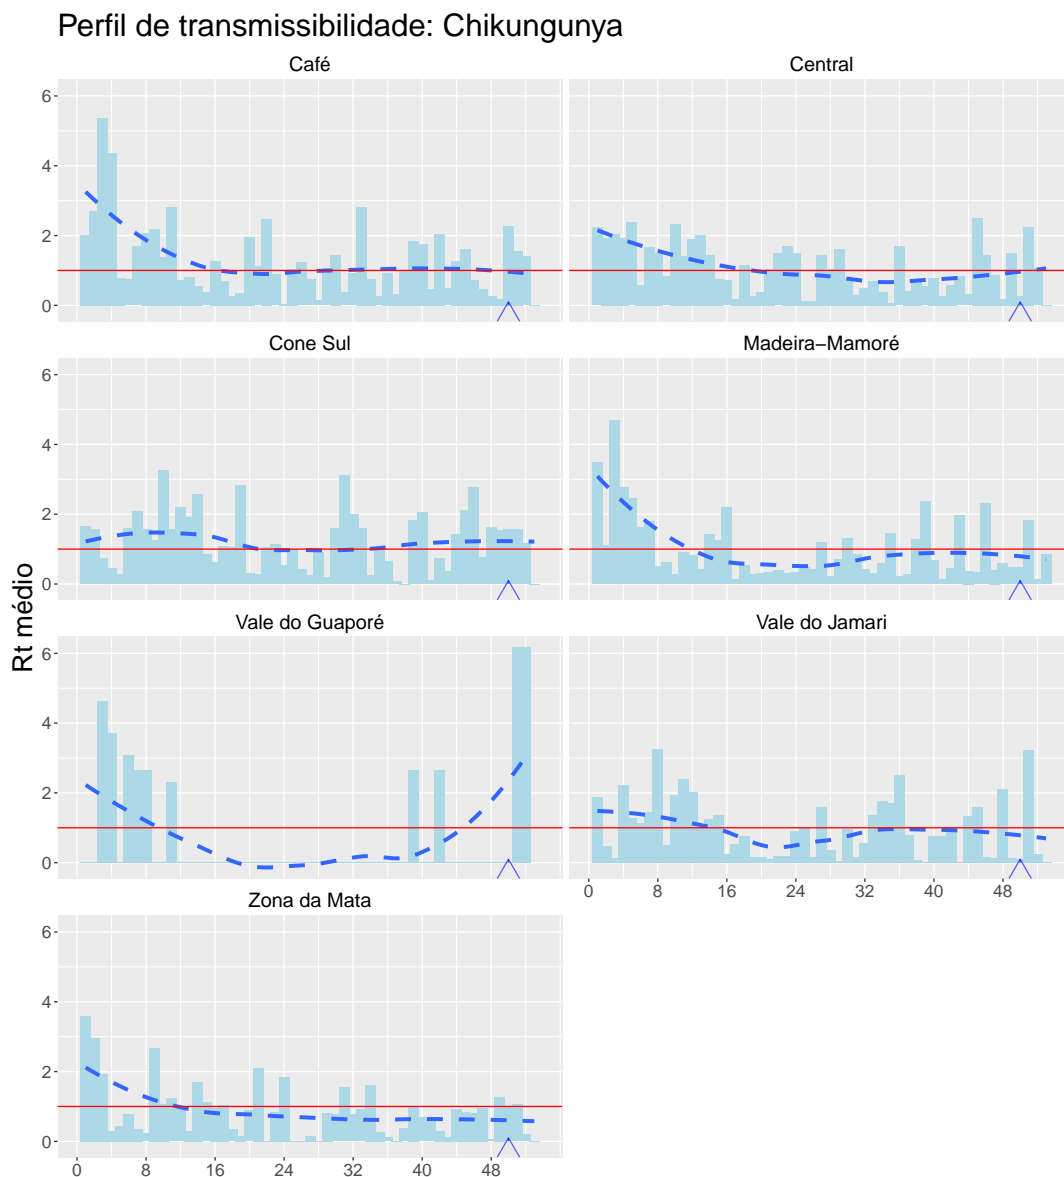 Perfil de transmissibilidade: Chikungunya
Café
Central
6
4
2
0
Cone Sul
Madeira−Mamoré
6
4
2
0
Vale do Guaporé
Vale do Jamari
6
4
2
0
0 8 16 24 32 40 48
Zona da Mata
6
4
2
0
0 8 16 24 32 40 48
Rt médio